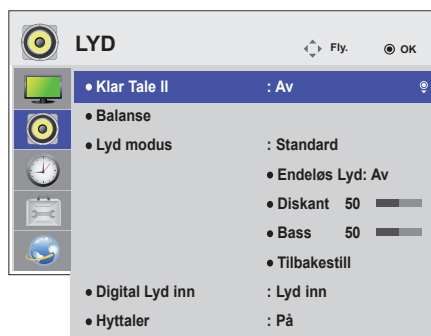 LYD
Fly.
OK
● Klar Tale II : Av
● Balanse
● Lyd modus : Standard
● Endeløs Lyd: Av
● Diskant 50
● Bass 50
● Tilbakestill
● Digital Lyd inn : Lyd inn
● Hyttaler : På